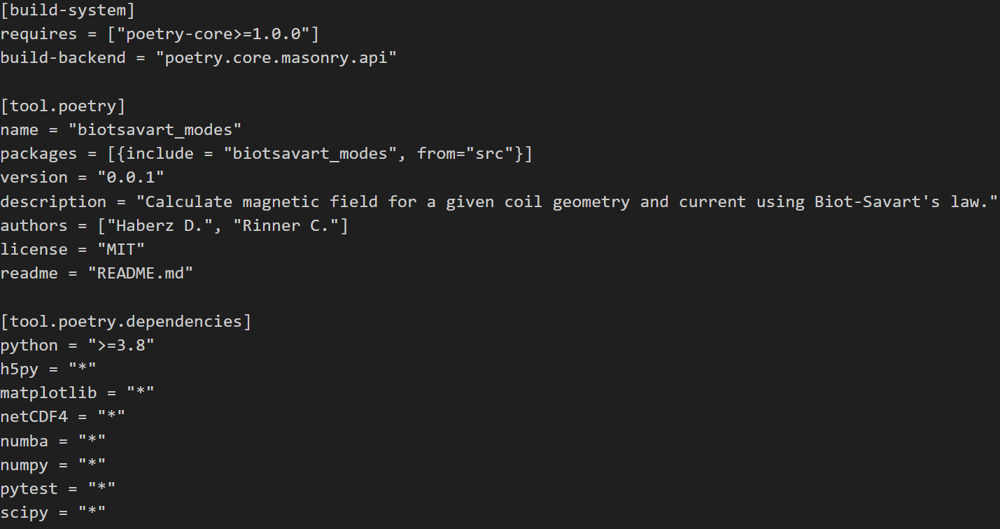 [build-system]
requires = ["poetry-core>=1.0.0"]
build-backend = "poetry.core.masonry.api"
[tool.poetry]
name = "biotsavart_modes"
packages = [{include = "biotsavart_modes", from="src"}]
version = "0.0.1"
description = "Calculate magnetic field for a given coil geometry and current using Biot-Savart's law."
authors = ["Haberz D.", "Rinner C."]
license = "MIT"
readme = "README.md"
[tool.poetry.dependencies]
python = ">=3.8"
h5py = "*"
matplotlib = "*"
netCDF4 = "*"
numba = "*"
numpy = "*"
pytest = "*"
scipy = "*"